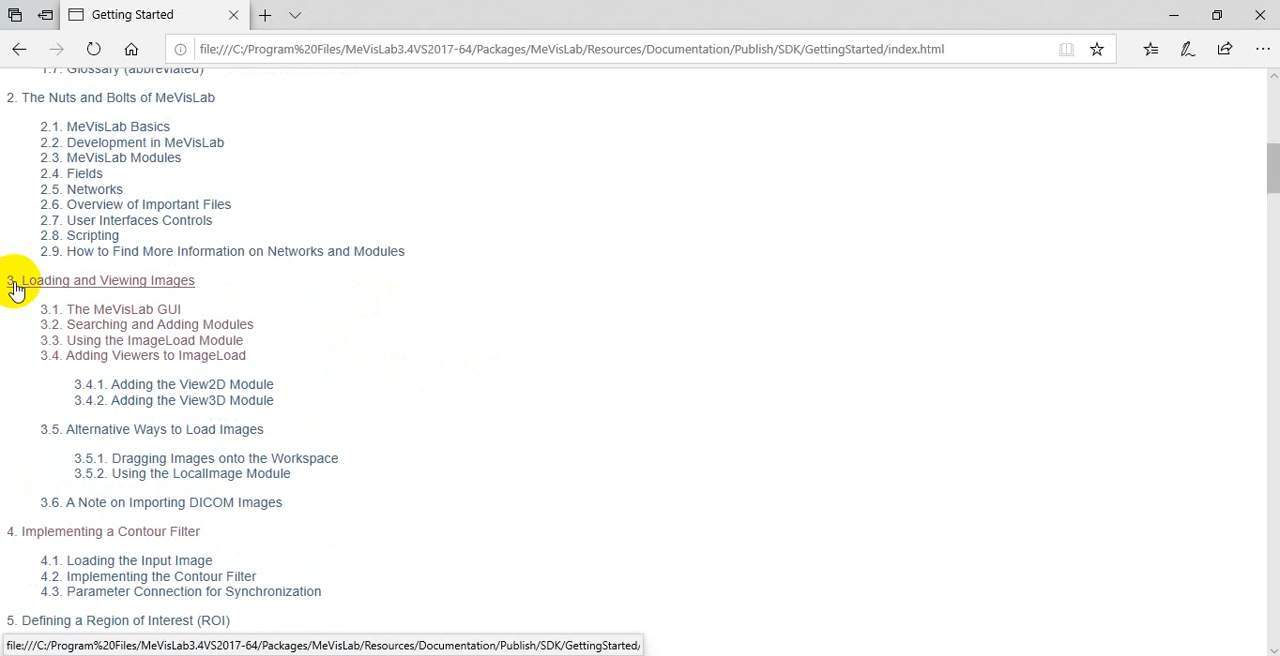 Getting Started
file:///C:/Program%20Files/MeVisLab3.4VS2017-64/Packages/MeVisLab/Resources/Documentation/Publish/SDK/GettingStarted/index.html
1.7. Glossary (abbreviated)
2. The Nuts and Bolts of MeVisLab
2.1. MeVisLab Basics
2.2. Development in MeVisLab
2.3. MeVisLab Modules
2.4. Fields
2.5. Networks
2.6. Overview of Important Files
2.7. User Interfaces Controls
2.8. Scripting
2.9. How to Find More Information on Networks and Modules
3. Loading and Viewing Images
3.1. The MeVisLab GUI
3.2. Searching and Adding Modules
3.3. Using the ImageLoad Module
3.4. Adding Viewers to ImageLoad
3.4.1. Adding the View2D Module
3.4.2. Adding the View3D Module
3.5. Alternative Ways to Load Images
3.5.1. Dragging Images onto the Workspace
3.5.2. Using the LocalImage Module
3.6. A Note on Importing DICOM Images
4. Implementing a Contour Filter
4.1. Loading the Input Image
4.2. Implementing the Contour Filter
4.3. Parameter Connection for Synchronization
5. Defining a Region of Interest (ROI)
file:///C:/Program%20Files/MeVisLab3.4VS2017-64/Packages/MeVisLab/Resources/Documentation/Publish/SDK/GettingStarted/